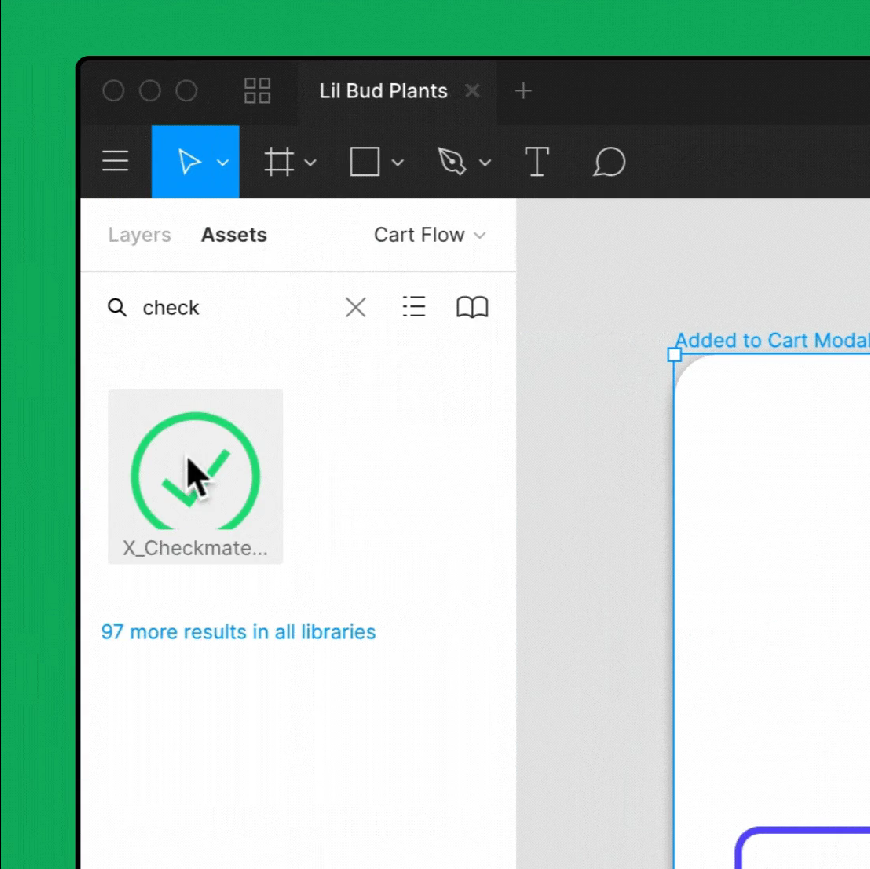 Lil Bud Plants
Layers Assets Cart Flow
check
Added to Cart Modal
X_Checkmate...
97 more results in all libraries